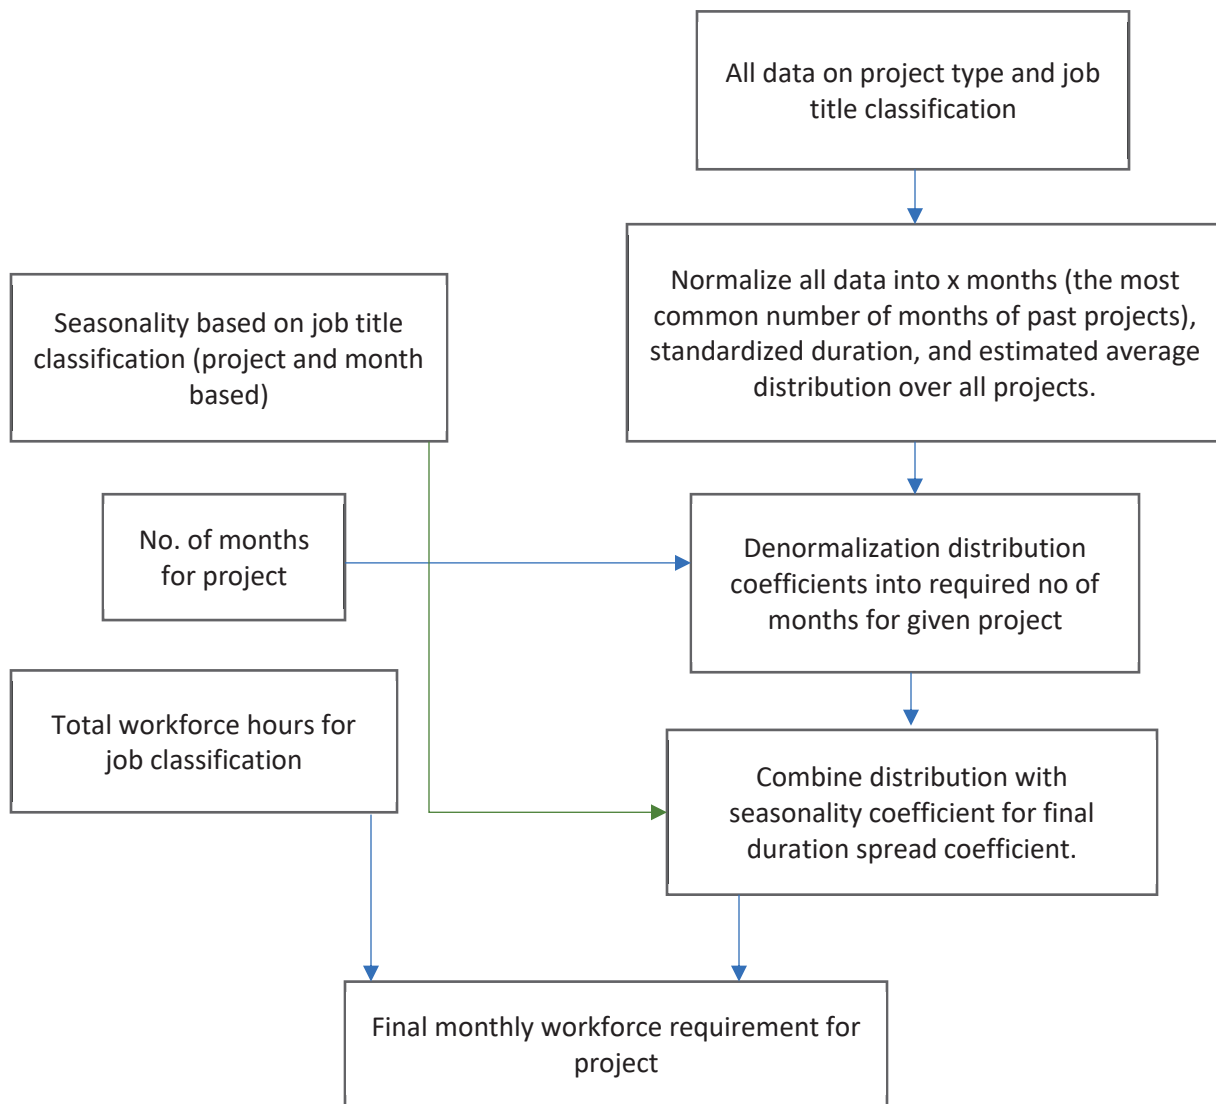 All data on project type and job
title classification
Normalize all data into x months (the most
common number of months of past projects),
standardized duration, and estimated average
distribution over all projects.
Seasonality based on job title
classification (project and month
based)
No. of months
for project
Denormalization distribution
coefficients into required no of
months for given project
Total workforce hours for
job classification
Combine distribution with
seasonality coefficient for final
duration spread coefficient.
Final monthly workforce requirement for
project